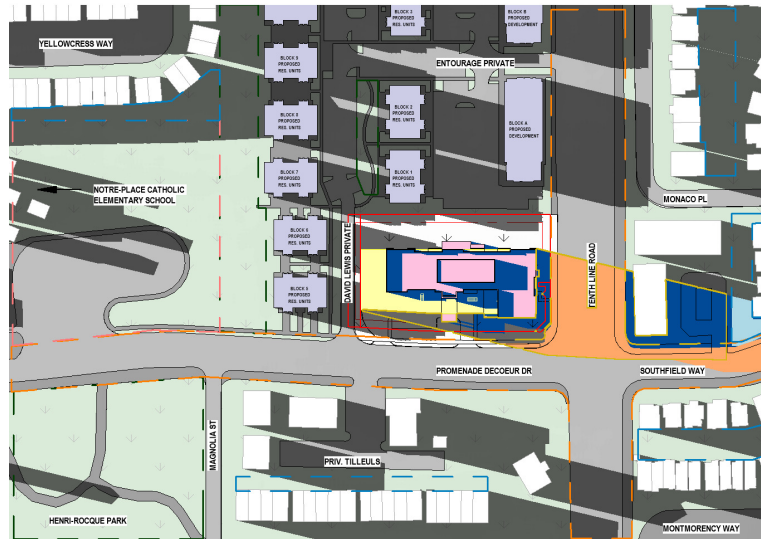 BLOCK 3
PROPOSED
RES. UNITS
BLOCK B
PROPOSED
DEVELOPMENT
YELLOWCRESS WAY
BLOCK 9
PROPOSED
RES. UNITS
ENTOURAGE PRIVATE
BLOCK 8
PROPOSED
RES. UNITS
BLOCK 2
PROPOSED
RES. UNITS
BLOCK A
PROPOSED
DEVELOPMENT
BLOCK 7
PROPOSED
RES. UNITS
BLOCK 1
PROPOSED
RES. UNITS
NOTRE-PLACE CATHOLIC
ELEMENTARY SCHOOL
MONACO PL
BLOCK 6
PROPOSED
RES. UNITS
DAVID LEWIS PRIVATE
TENTH LINE ROAD
BLOCK 5
PROPOSED
RES. UNITS
PROMENADE DECOEUR DR
SOUTHFIELD WAY
MAGNOLIA ST
PRIV. TILLEULS
HENRI-ROCQUE PARK
MONTMORENCY WAY